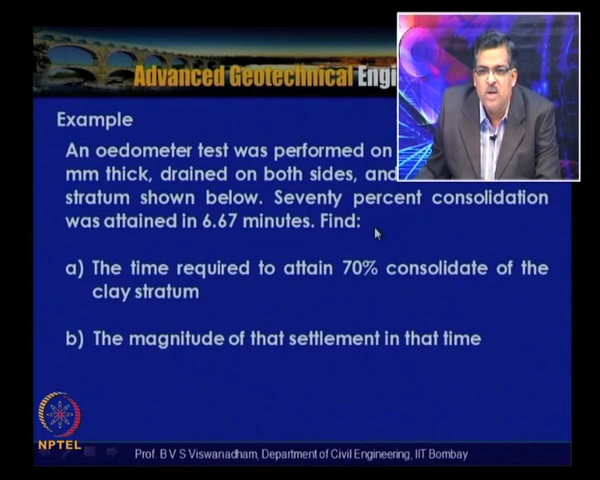 Advanced Geotechnical Engi
Example
An oedometer test was performed on
mm thick, drained on both sides, and
stratum shown below. Seventy percent consolidation
was attained in 6.67 minutes. Find:
a) The time required to attain 70% consolidate of the
clay stratum
b) The magnitude of that settlement in that time
NPTEL
Prof. B V S Viswanadham, Department of Civil Engineering, IIT Bombay